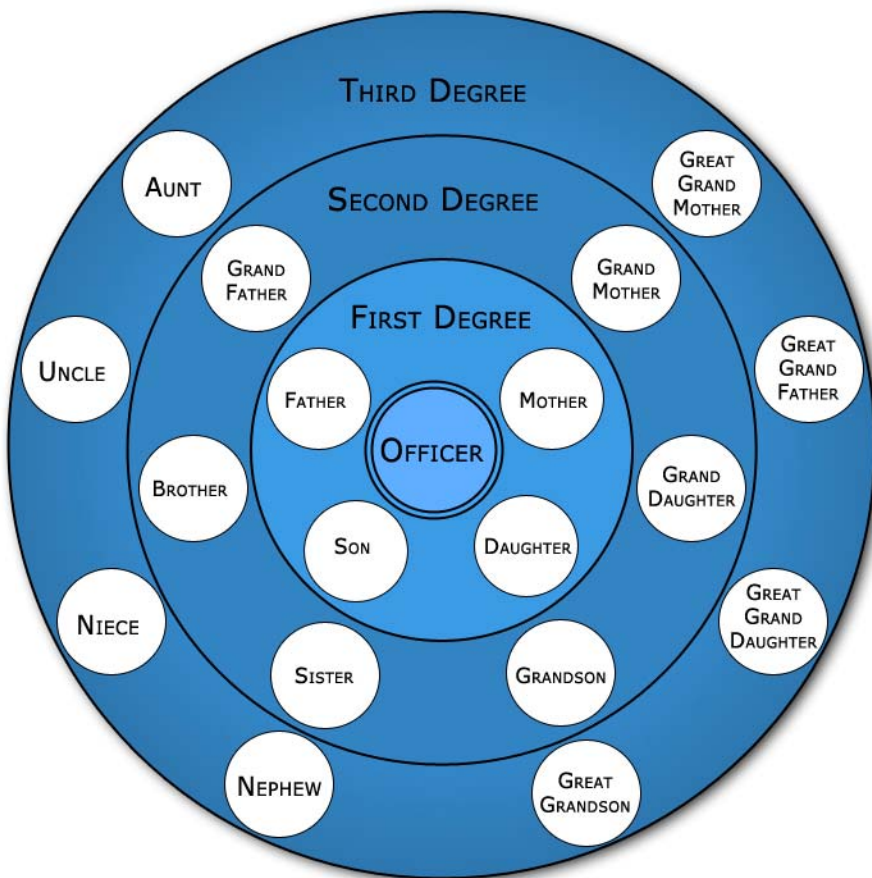 Third Degree
Aunt
Great
Grand
Mother
Second Degree
Grand
Father
Grand
Mother
First Degree
Uncle
Great
Grand
Father
Father
Mother
Officer
Brother
Grand
Daughter
Son
Daughter
Niece
Great
Grand
Daughter
Sister
Grandson
Nephew
Great
Grandson